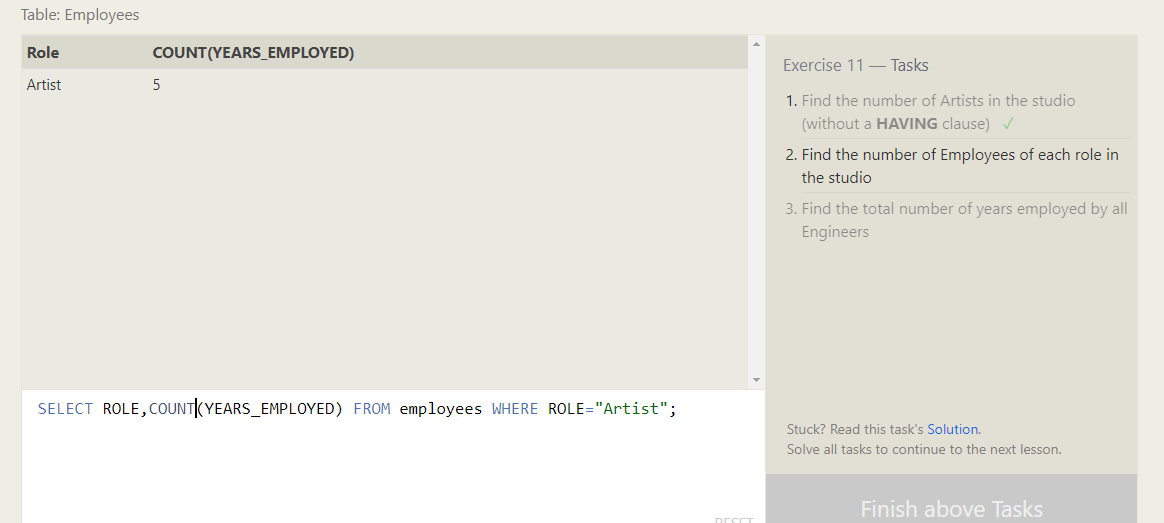 Table: Employees
Role COUNT(YEARS_EMPLOYED)
Artist 5
SELECT ROLE,COUNT(YEARS_EMPLOYED) FROM employees WHERE ROLE="Artist";
RESET
Exercise 11 — Tasks
1. Find the number of Artists in the studio
(without a HAVING clause) ✓
2. Find the number of Employees of each role in
the studio
3. Find the total number of years employed by all
Engineers
Stuck? Read this task's Solution.
Solve all tasks to continue to the next lesson.
Finish above Tasks